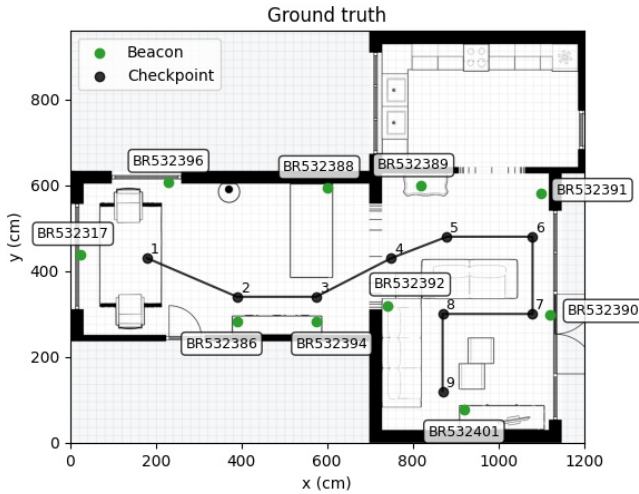 Ground truth
Beacon
Checkpoint
800
600
400
200
0
y (cm)
BR532396
BR532388
BR532389
BR532391
BR532317
1
2
3
4
5
6
7
8
9
BR532392
BR532390
BR532386
BR532394
BR532401
0
200
400
600
800
1000
1200
x (cm)